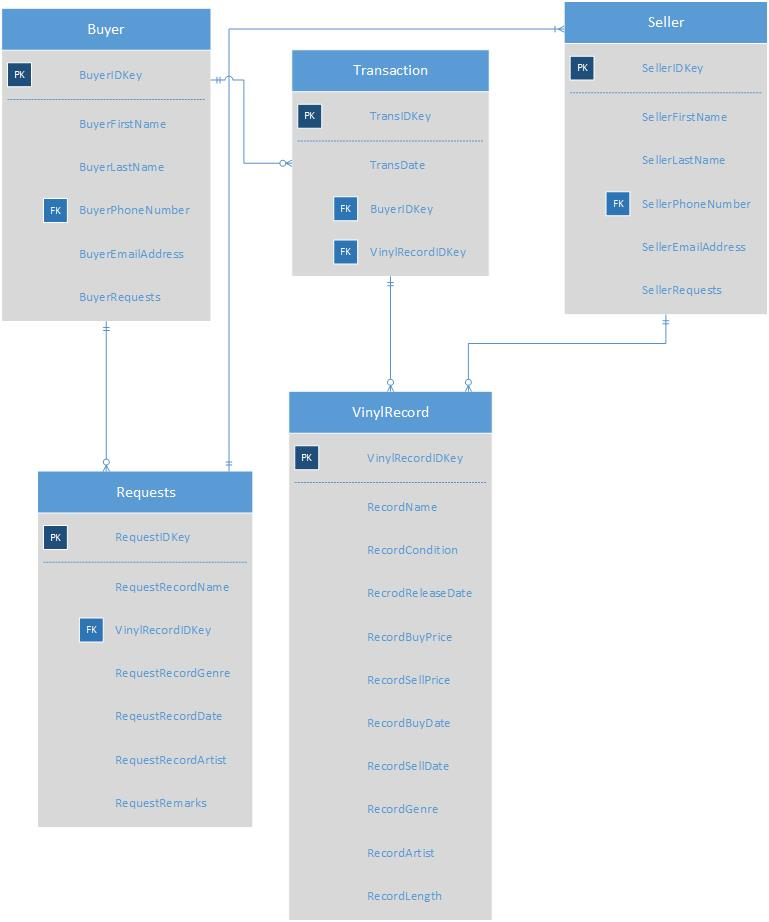 Buyer
PK BuyerIDKey
BuyerFirstName
BuyerLastName
FK BuyerPhoneNumber
BuyerEmailAddress
BuyerRequests
Transaction
PK TransIDKey
TransDate
FK BuyerIDKey
FK VinylRecordIDKey
Seller
PK SellerIDKey
SellerFirstName
SellerLastName
FK SellerPhoneNumber
SellerEmailAddress
SellerRequests
Requests
PK RequestIDKey
RequestRecordName
FK VinylRecordIDKey
RequestRecordGenre
ReqeustRecordDate
RequestRecordArtist
RequestRemarks
VinylRecord
PK VinylRecordIDKey
RecordName
RecordCondition
RecrodReleaseDate
RecordBuyPrice
RecordSellPrice
RecordBuyDate
RecordSellDate
RecordGenre
RecordArtist
RecordLength